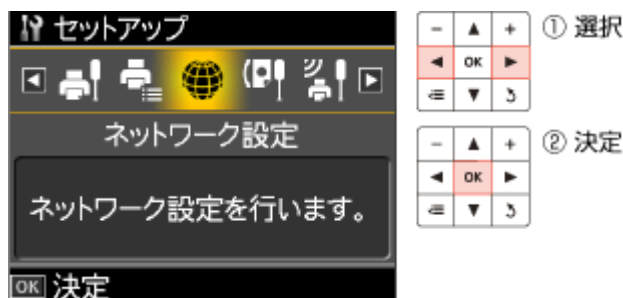 セットアップ
ネットワーク設定
ネットワーク設定を行います。
OK 決定
- ▲ +
◀ OK ▶
▼
① 選択
- ▲ +
◀ OK ▶
▼
② 決定